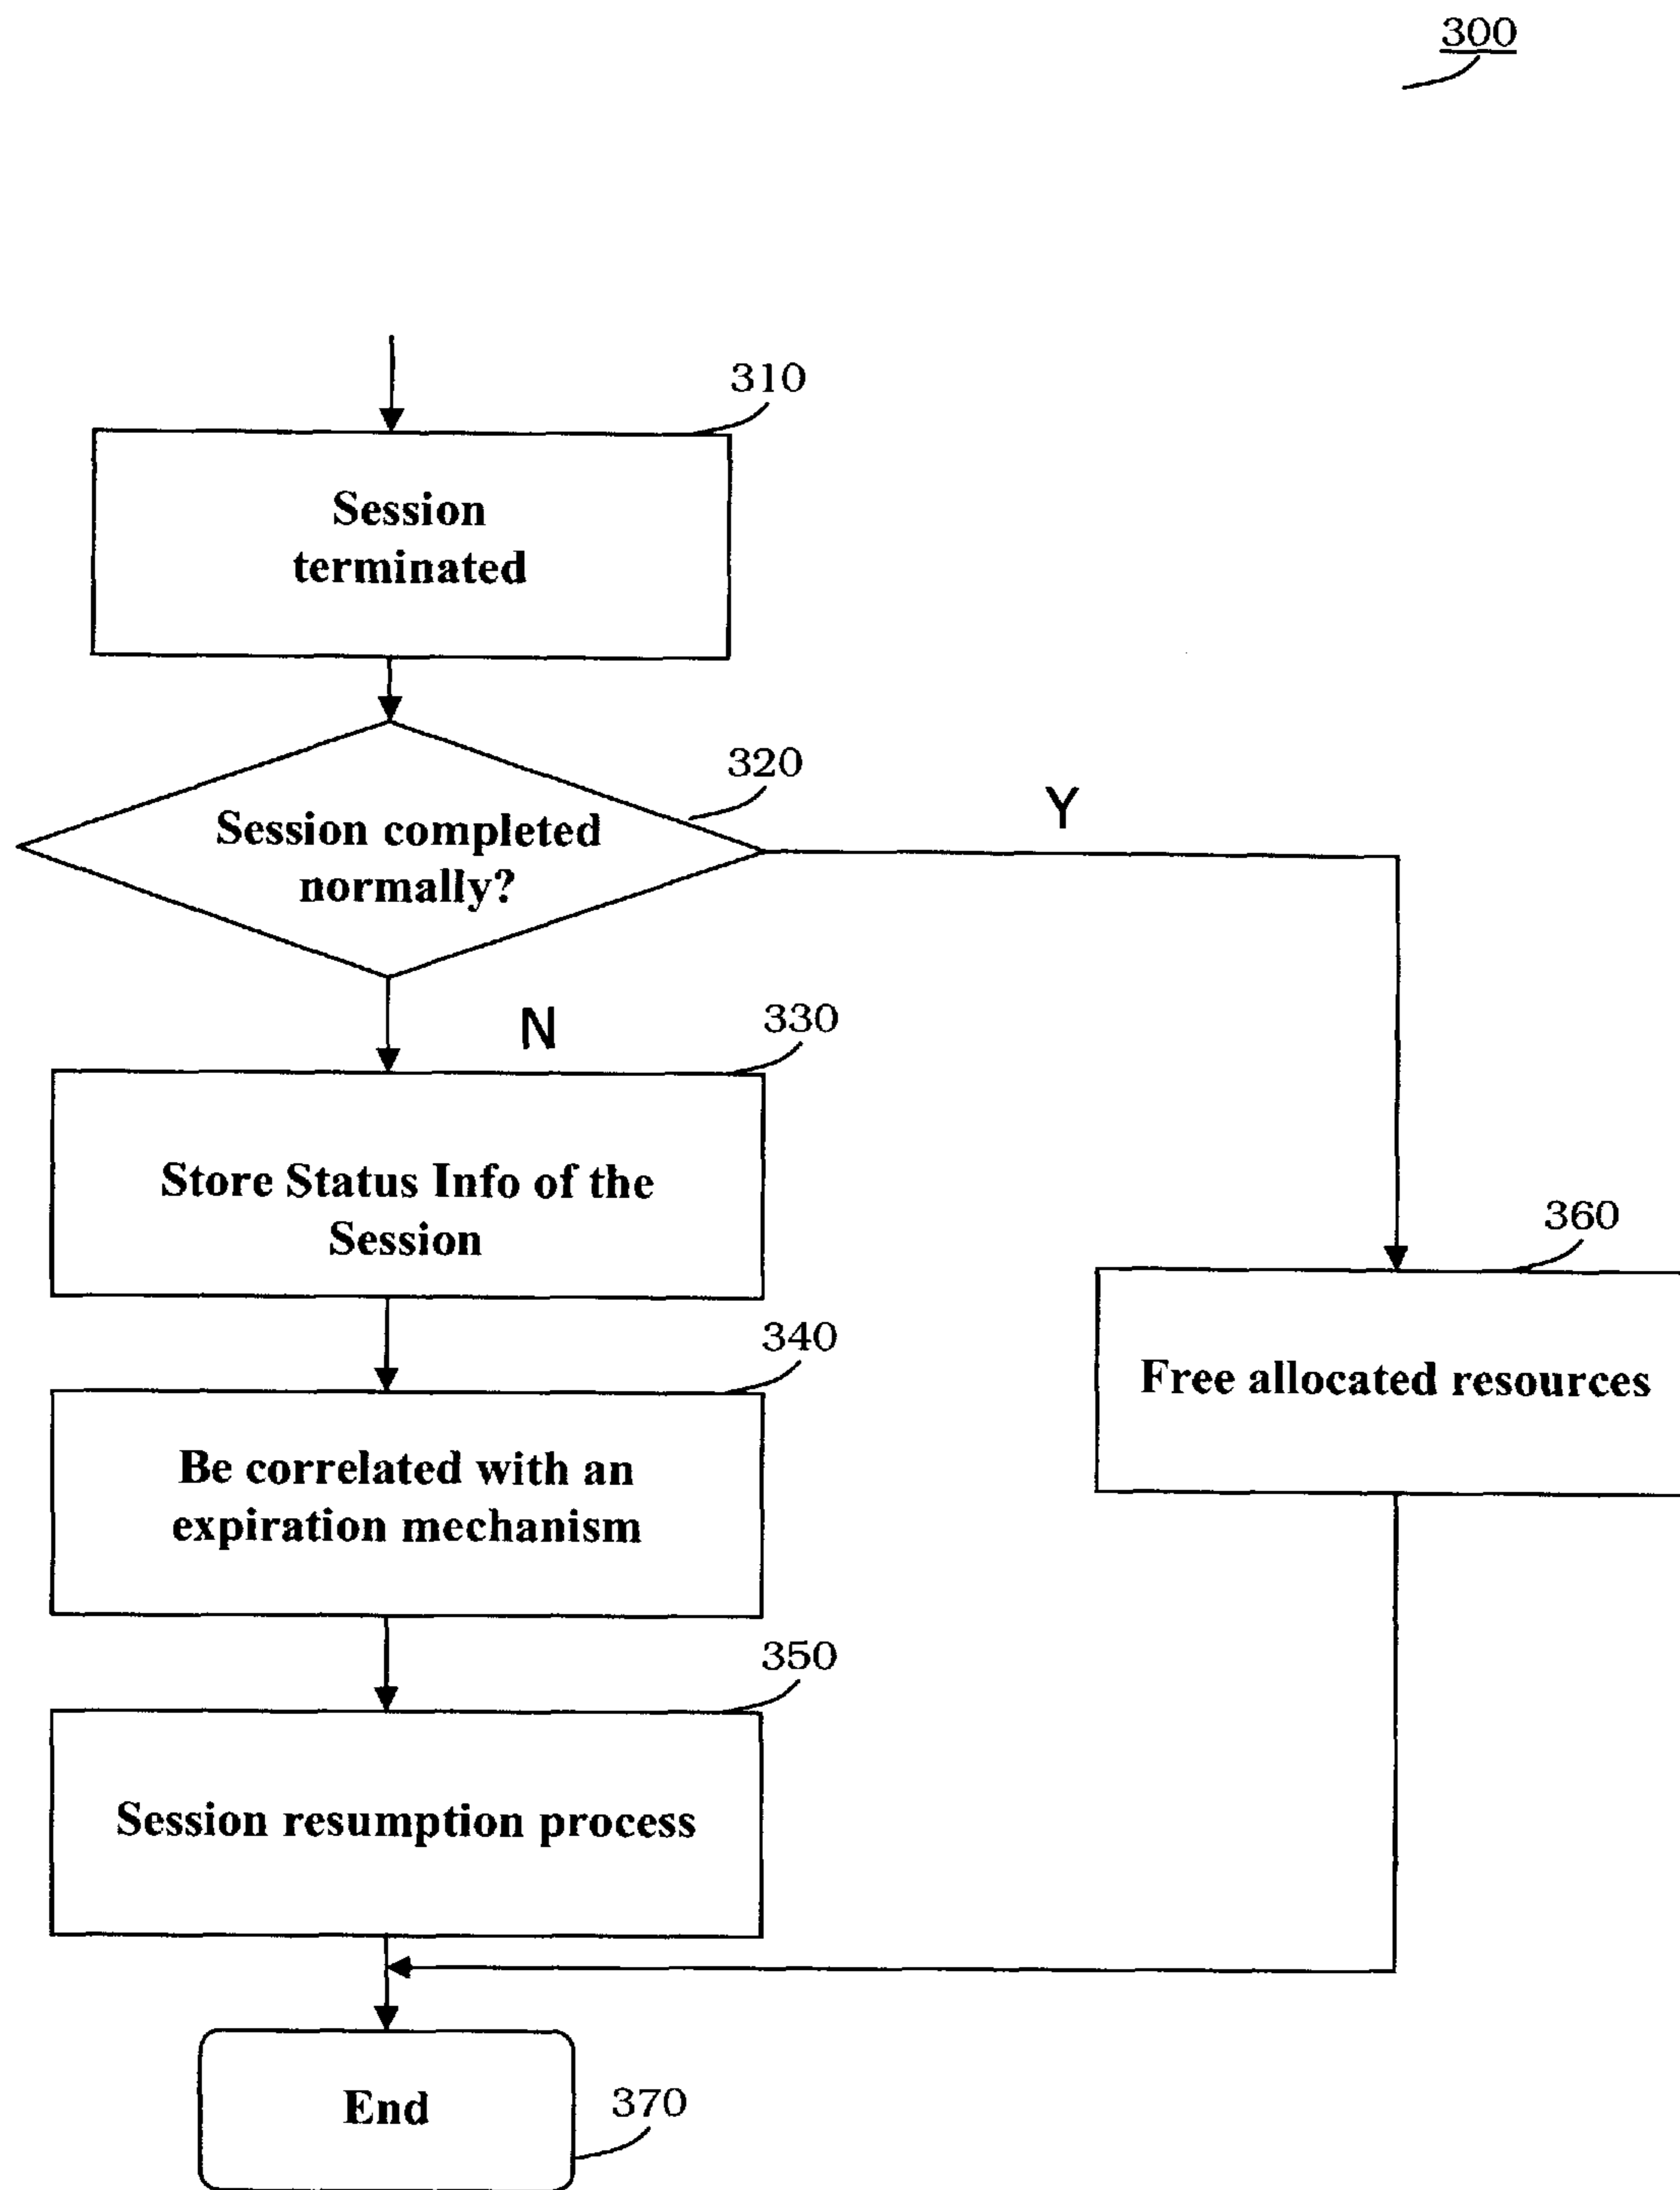 300
310
Session
terminated
320
Session completed
normally?
Y
N
330
Store Status Info of the
Session
360
Free allocated resources
340
Be correlated with an
expiration mechanism
350
Session resumption process
End
370